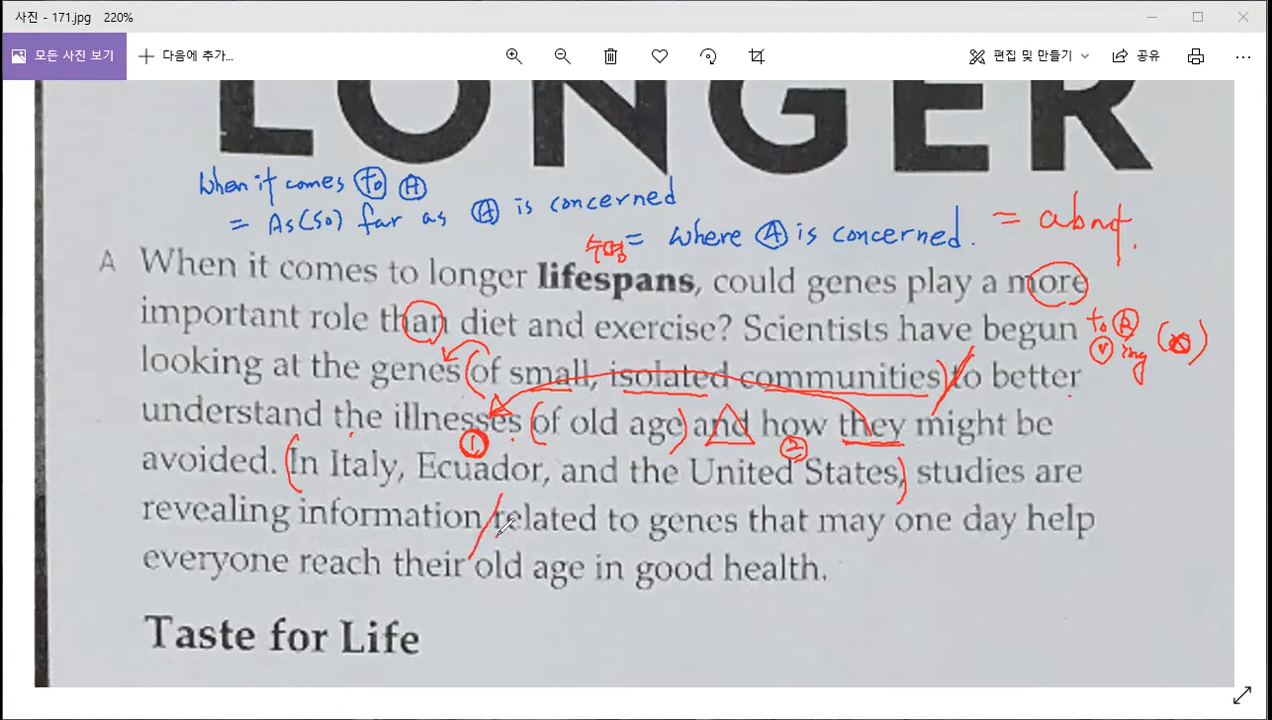 사진 - 171.jpg 220%
모든 사진 보기 다음에 추가... 편집 및 만들기 공유
LONGER
When it comes to A
= As(so) far as A is concerned
수명 = where A is concerned. = about.
A When it comes to longer lifespans, could genes play a more
important role than diet and exercise? Scientists have begun to R
looking at the genes of small, isolated communities to better V ing
understand the illnesses of old age and how they might be
① ②
avoided. In Italy, Ecuador, and the United States, studies are
revealing information related to genes that may one day help
everyone reach their old age in good health.
Taste for Life